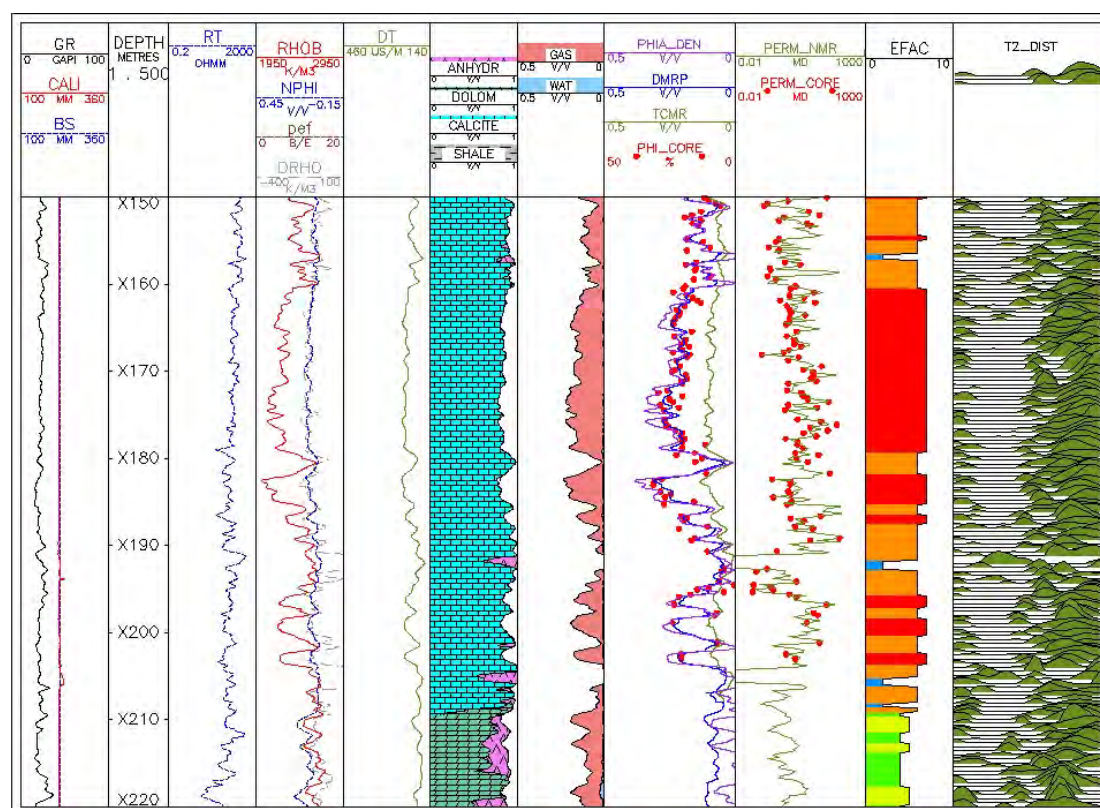 GR
0 GAPI 100
CALI
100 MM 360
BS
100 MM 360
DEPTH
METRES
1 . 500
RT
0.2 2000
OHMM
RHOB
1950 2950
K/M3
NPHI
0.45 V/V -0.15
pef
0 B/E 20
DRHO
-400 100
K/M3
DT
460 US/M 140
ANHYDR
0 V/V 1
DOLOM
0 V/V 1
CALCITE
0 V/V 1
SHALE
0 V/V 1
GAS
0.5 V/V 0
WAT
0.5 V/V 0
PHIA_DEN
0.5 V/V 0
DMRP
0.5 V/V 0
TCMR
0.5 V/V 0
PHI_CORE
50 % 0
PERM_NMR
0.01 MD 1000
PERM_CORE
0.01 MD 1000
EFAC
0 10
T2_DIST
X150
X160
X170
X180
X190
X200
X210
X220